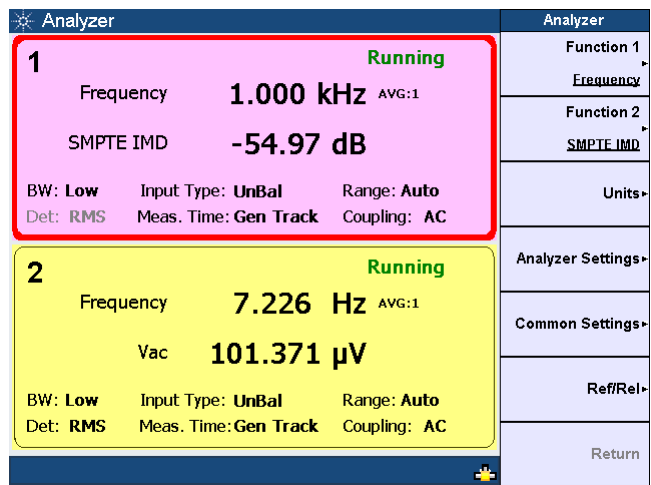 Analyzer
1
Running
Frequency 1.000 kHz AVG:1
SMPTE IMD -54.97 dB
BW: Low Input Type: UnBal Range: Auto
Det: RMS Meas. Time: Gen Track Coupling: AC
2
Running
Frequency 7.226 Hz AVG:1
Vac 101.371 µV
BW: Low Input Type: UnBal Range: Auto
Det: RMS Meas. Time: Gen Track Coupling: AC
Analyzer
Function 1
Frequency
Function 2
SMPTE IMD
Units
Analyzer Settings
Common Settings
Ref/Rel
Return